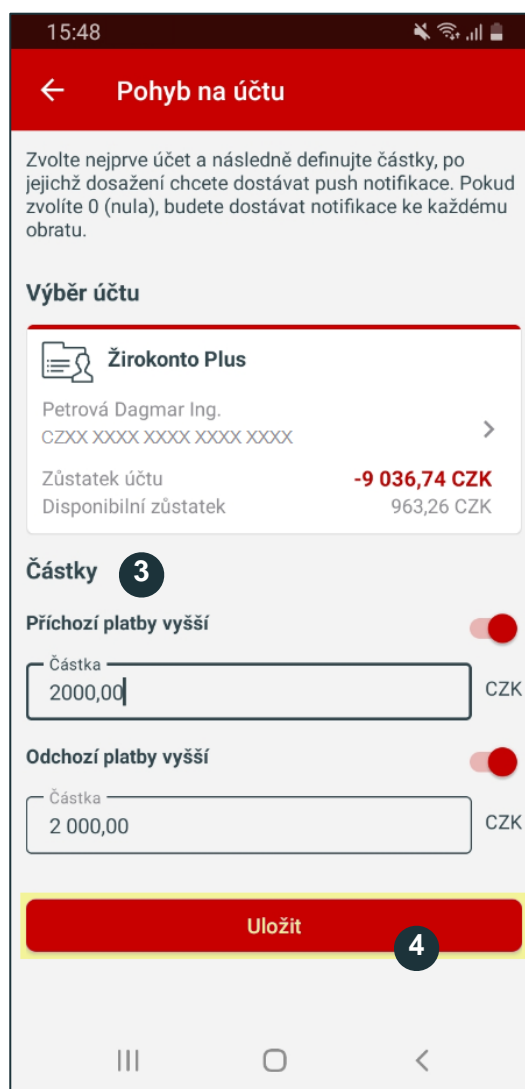 15:48
Pohyb na účtu
Zvolte nejprve účet a následně definujte částky, po
jejichž dosažení chcete dostávat push notifikace. Pokud
zvolíte 0 (nula), budete dostávat notifikace ke každému
obratu.
Výběr účtu
Žirokonto Plus
Petrová Dagmar Ing.
CZXX XXXX XXXX XXXX XXXX
Zůstatek účtu -9 036,74 CZK
Disponibilní zůstatek 963,26 CZK
Částky 3
Příchozí platby vyšší
Částka
2000,00 CZK
Odchozí platby vyšší
Částka
2 000,00 CZK
Uložit
4